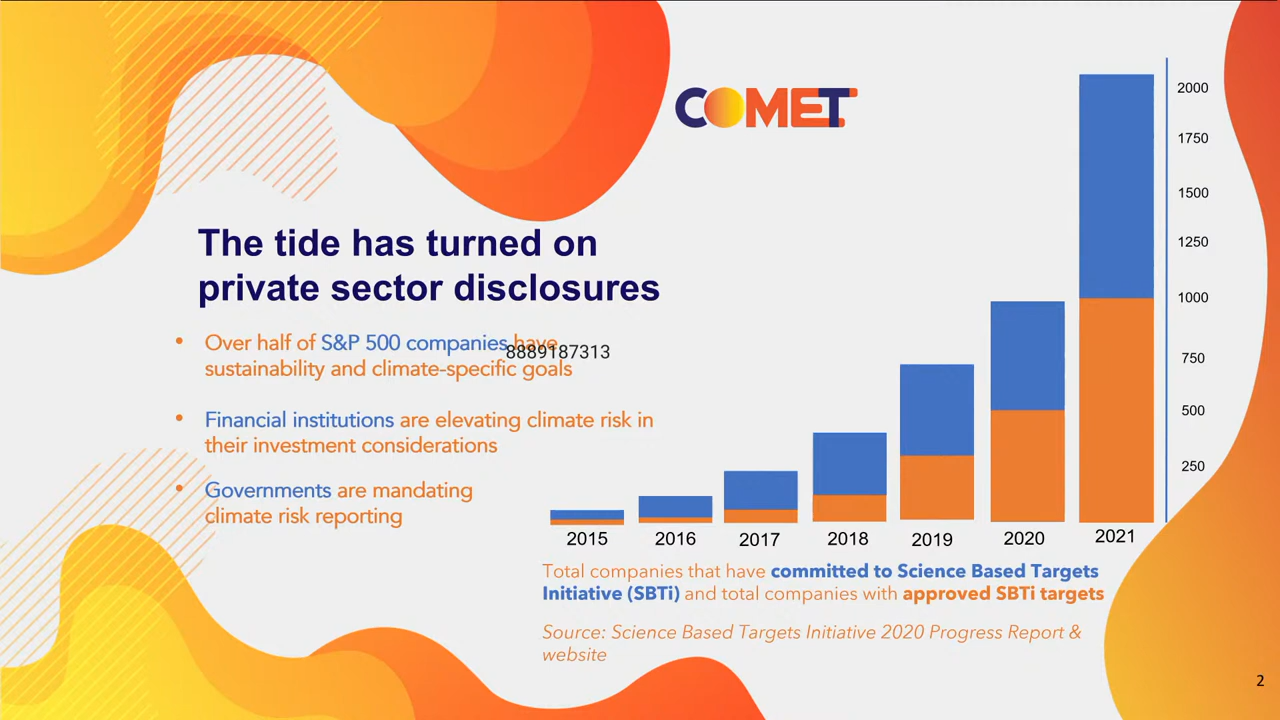 COMET
The tide has turned on
private sector disclosures
• Over half of S&P 500 companies have
sustainability and climate-specific goals
8889187313
• Financial institutions are elevating climate risk in
their investment considerations
• Governments are mandating
climate risk reporting
2000
1750
1500
1250
1000
750
500
250
2015 2016 2017 2018 2019 2020 2021
Total companies that have committed to Science Based Targets
Initiative (SBTi) and total companies with approved SBTi targets
Source: Science Based Targets Initiative 2020 Progress Report &
website
2